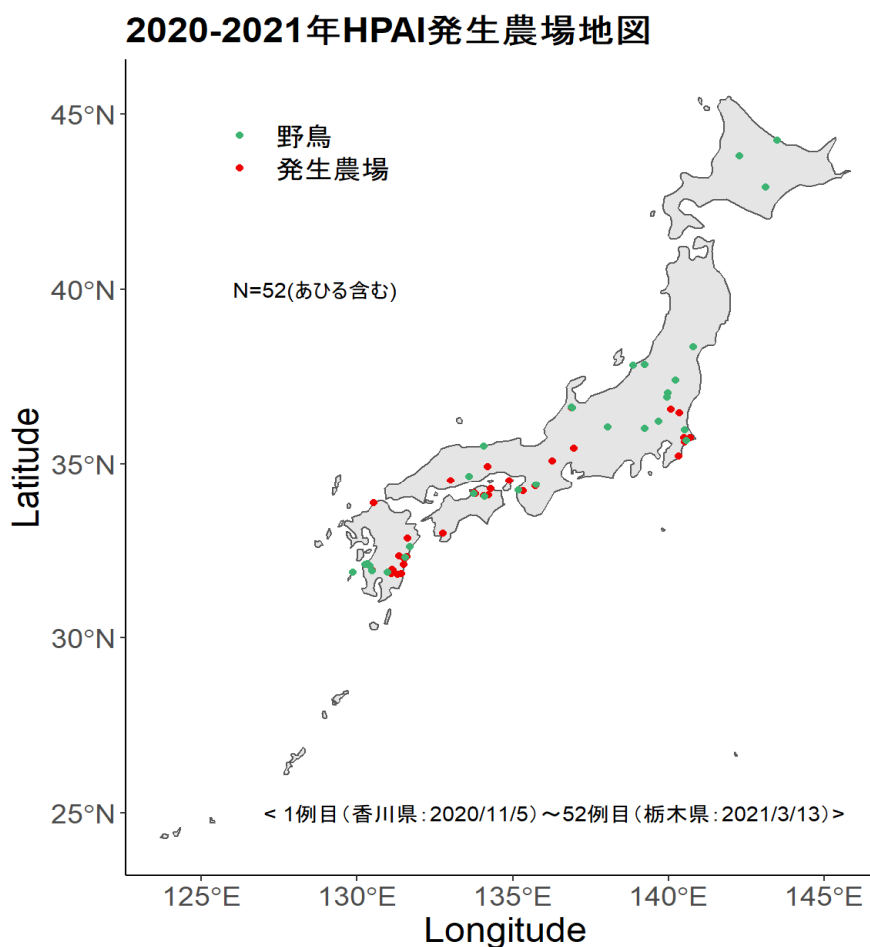 2020-2021年HPAI発生農場地図
45°N
野鳥
発生農場
40°N
N=52(あひる含む)
Latitude
35°N
30°N
25°N
< 1例目(香川県:2020/11/5)~52例目(栃木県:2021/3/13)>
125°E 130°E 135°E 140°E 145°E
Longitude